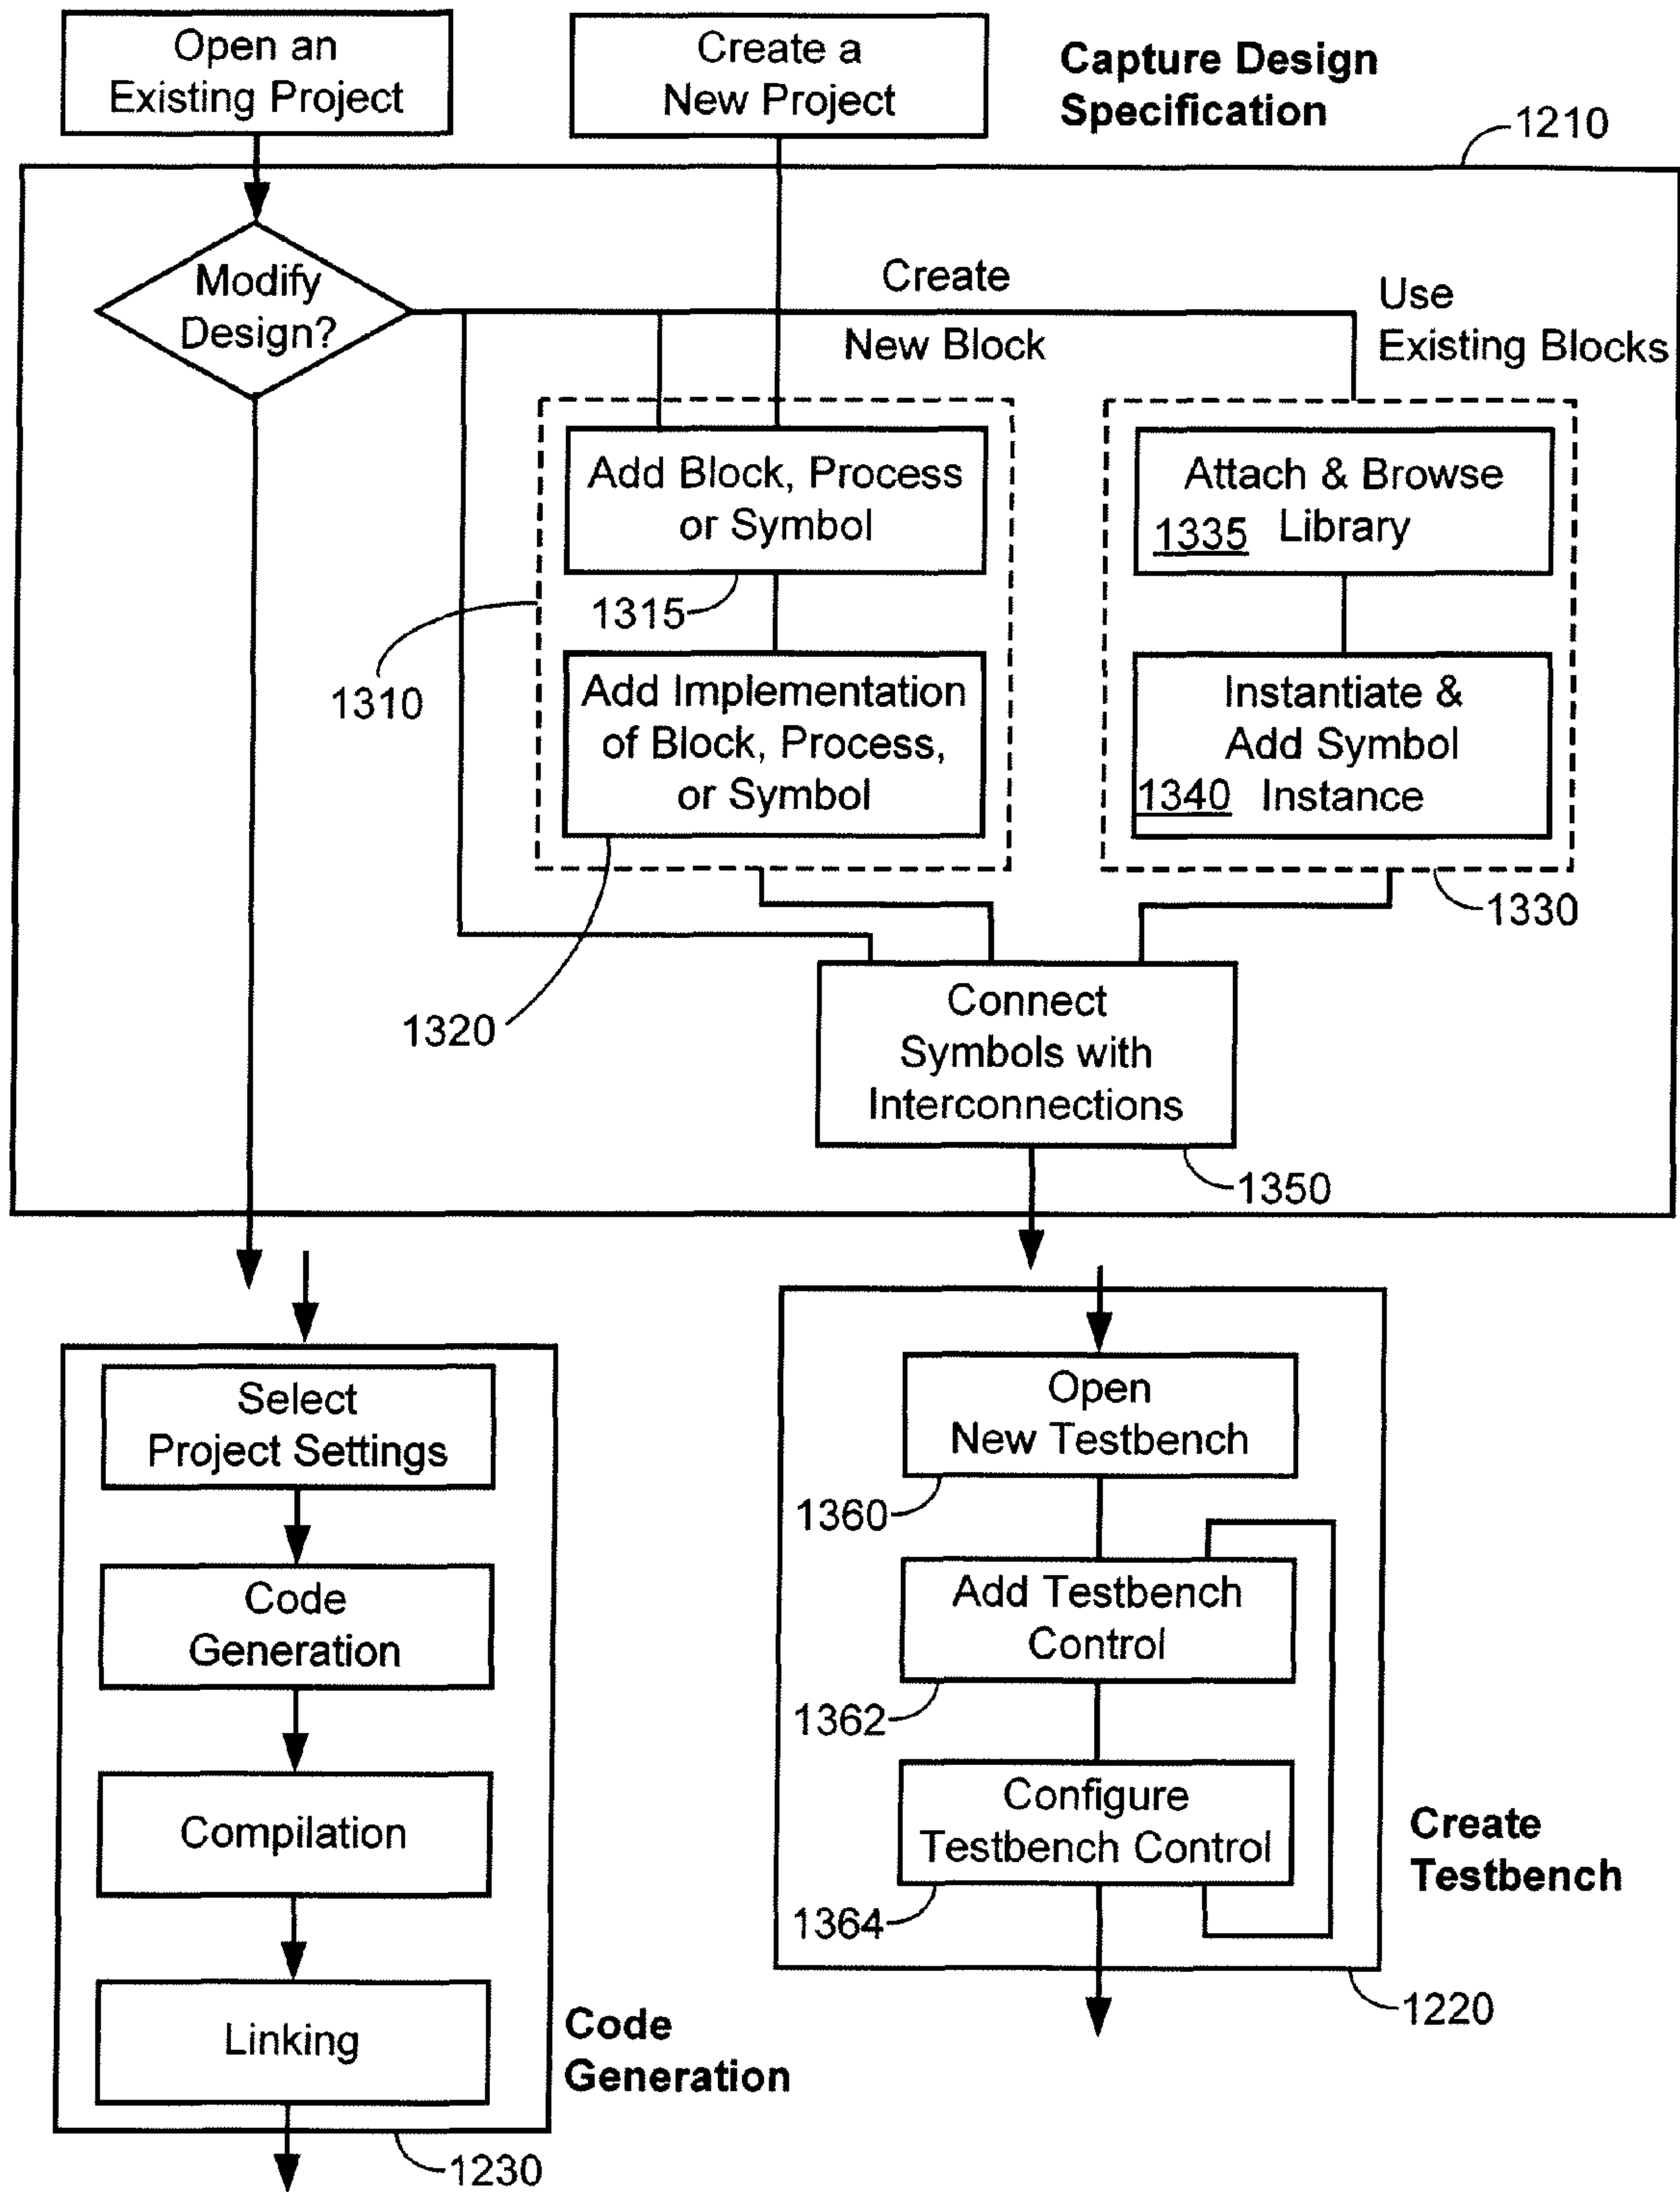 Open an
Existing Project
Create a
New Project
Capture Design
Specification
1210
Modify
Design?
Create
New Block
Use
Existing Blocks
Add Block, Process
or Symbol
1315
Attach & Browse
1335 Library
1310
Add Implementation
of Block, Process,
or Symbol
Instantiate &
Add Symbol
1340 Instance
1330
1320
Connect
Symbols with
Interconnections
1350
Select
Project Settings
Code
Generation
Compilation
Linking
Code
Generation
1230
Open
New Testbench
1360
Add Testbench
Control
1362
Configure
Testbench Control
1364
Create
Testbench
1220